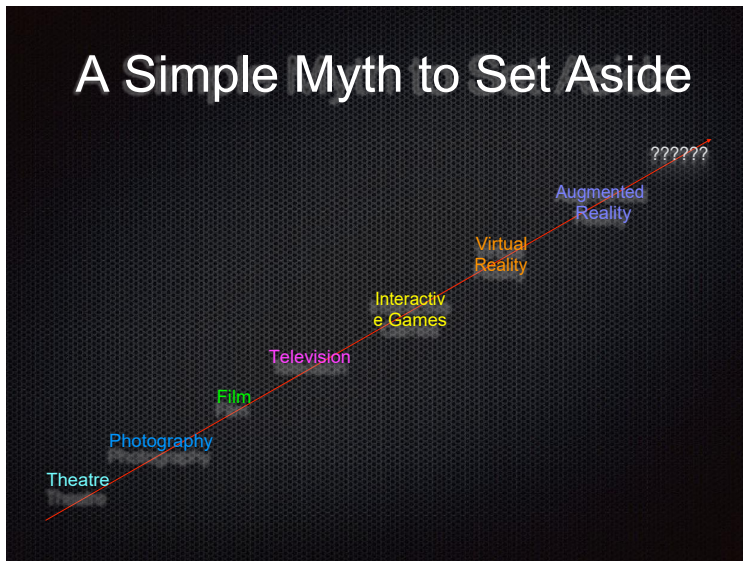 A Simple Myth to Set Aside
??????
Augmented
Reality
Virtual
Reality
Interactiv
e Games
Television
Film
Photography
Theatre